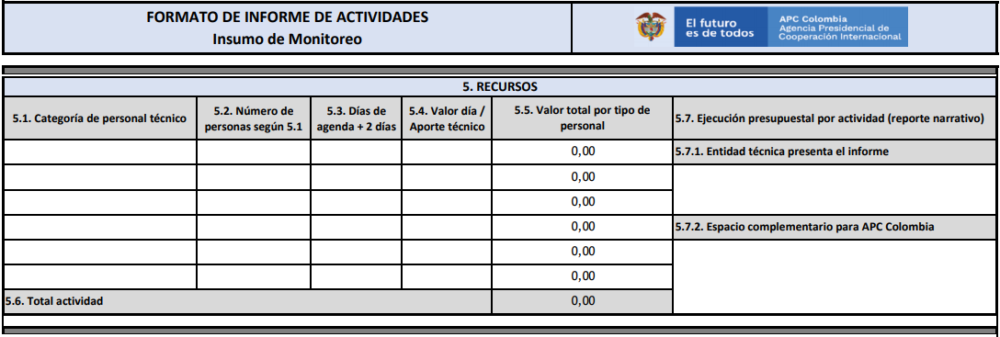 FORMATO DE INFORME DE ACTIVIDADES
Insumo de Monitoreo
El futuro
es de todos
APC Colombia
Agencia Presidencial de
Cooperación Internacional
5. RECURSOS
5.1. Categoría de personal técnico
5.2. Número de
personas según 5.1
5.3. Días de
agenda + 2 días
5.4. Valor día /
Aporte técnico
5.5. Valor total por tipo de
personal
5.7. Ejecución presupuestal por actividad (reporte narrativo)
0,00
5.7.1. Entidad técnica presenta el informe
0,00
0,00
0,00
5.7.2. Espacio complementario para APC Colombia
0,00
0,00
5.6. Total actividad
0,00